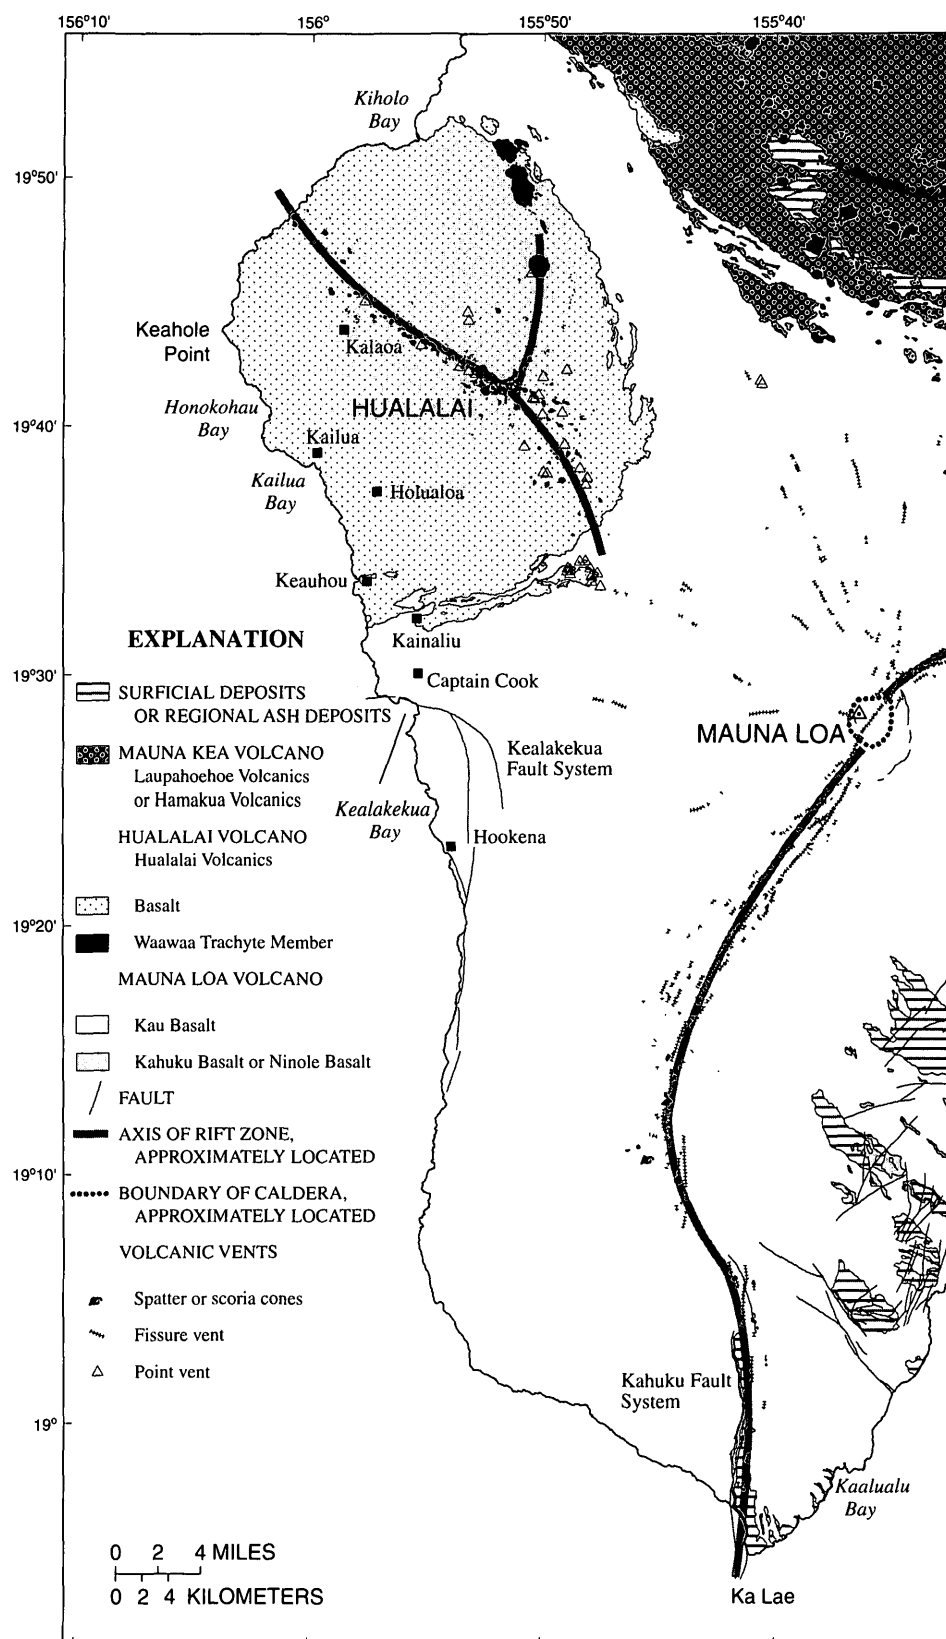 156°10' 156° 155°50' 155°40'
Kiholo
Bay
19°50'
Keahole
Point
Kalaoa
HUALALAI
Honokohau
Bay
19°40'
Kailua
Kailua
Bay
Holualoa
Keauhou
Kainaliu
Captain Cook
19°30'
MAUNA LOA
Kealakekua
Fault System
Kealakekua
Bay
Hookena
19°20'
19°10'
19°
Kahuku Fault
System
Kaalualu
Bay
Ka Lae
EXPLANATION
SURFICIAL DEPOSITS
OR REGIONAL ASH DEPOSITS
MAUNA KEA VOLCANO
Laupahoehoe Volcanics
or Hamakua Volcanics
HUALALAI VOLCANO
Hualalai Volcanics
Basalt
Waawaa Trachyte Member
MAUNA LOA VOLCANO
Kau Basalt
Kahuku Basalt or Ninole Basalt
FAULT
AXIS OF RIFT ZONE,
APPROXIMATELY LOCATED
BOUNDARY OF CALDERA,
APPROXIMATELY LOCATED
VOLCANIC VENTS
Spatter or scoria cones
Fissure vent
Point vent
0 2 4 MILES
0 2 4 KILOMETERS